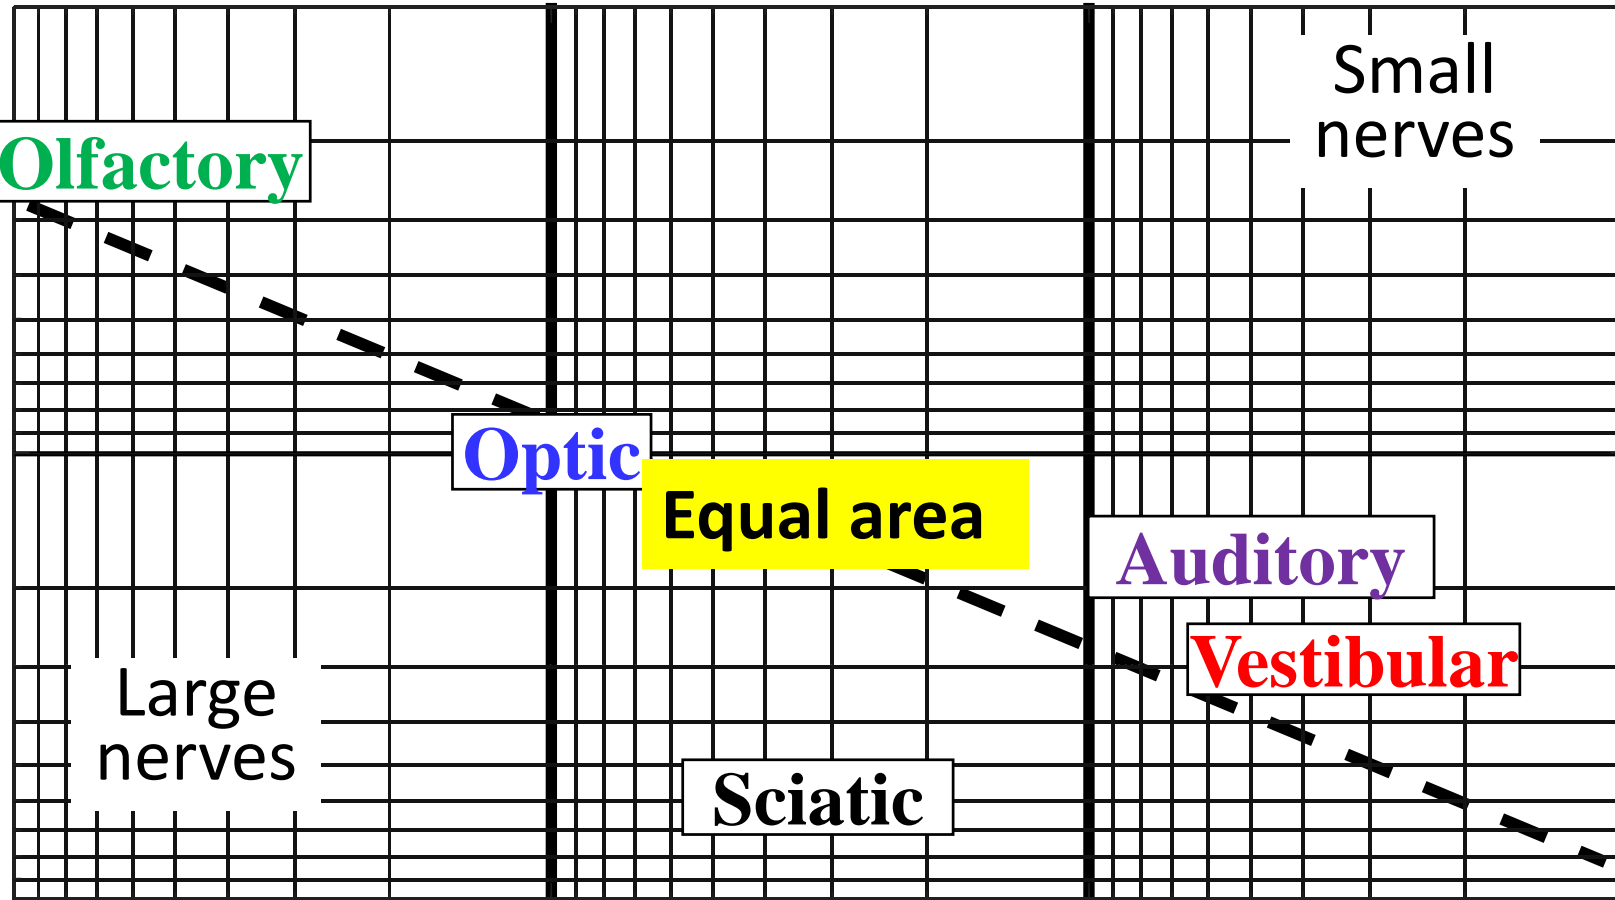 Small
nerves
Olfactory
Optic
Equal area
Auditory
Vestibular
Large
nerves
Sciatic